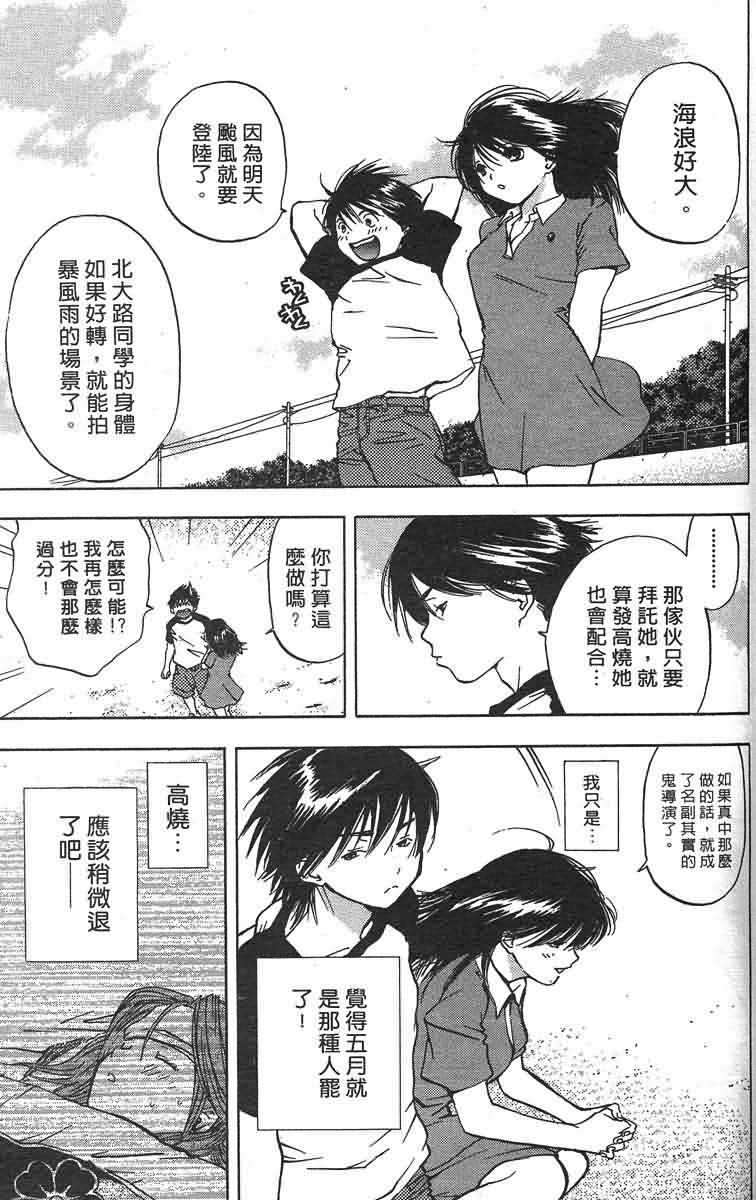 海浪好大。
因為明天
颱風就要
登陸了。
北大路同學的身體
如果好轉，就能拍
暴風雨的場景了。
………
那傢伙只要
拜託她，就
算發高燒她
也會配合…
你打算這
麼做嗎？
怎麼可能!?
我再怎麼樣
也不會那麼
過分！
如果真中那麼
做的話，就成
了名副其實的
鬼導演了。
我只是…
覺得五月就
是那種人罷
了！
高燒…
應該稍微退
了吧——